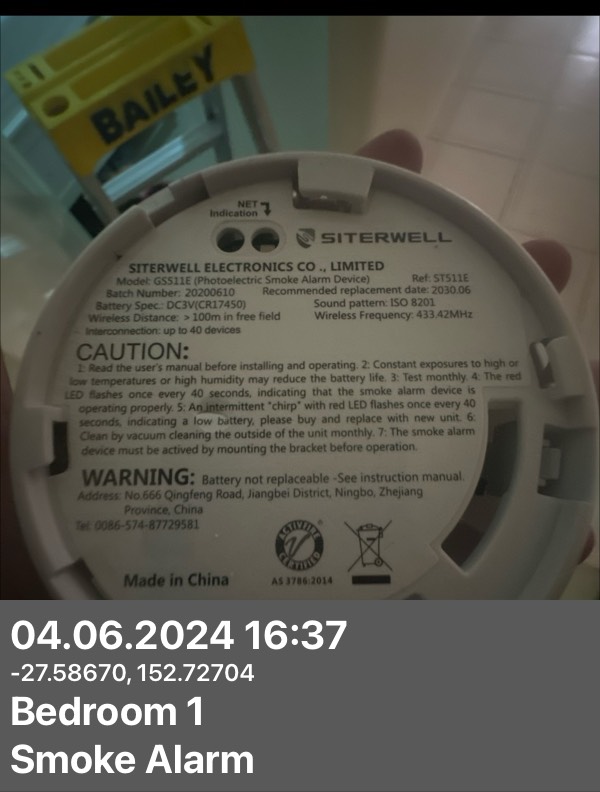 BAILEY
NET
Indication
SITERWELL
SITERWELL ELECTRONICS CO ., LIMITED
Model: GS511E (Photoelectric Smoke Alarm Device) Ref: ST511E
Batch Number: 20200610 Recommended replacement date: 2030.06
Battery Spec.: DC3V(CR17450) Sound pattern: ISO 8201
Wireless Distance: > 100m in free field Wireless Frequency: 433.42MHz
Interconnection: up to 40 devices
CAUTION:
1: Read the user's manual before installing and operating. 2: Constant exposures to high or
low temperatures or high humidity may reduce the battery life. 3: Test monthly. 4: The red
LED flashes once every 40 seconds, indicating that the smoke alarm device is
operating properly. 5: An intermittent "chirp" with red LED flashes once every 40
seconds, indicating a low battery, please buy and replace with new unit. 6:
Clean by vacuum cleaning the outside of the unit monthly. 7: The smoke alarm
device must be actived by mounting the bracket before operation.
WARNING: Battery not replaceable -See instruction manual.
Address: No.666 Qingfeng Road, Jiangbei District, Ningbo, Zhejiang
Province, China
Tel: 0086-574-87729581
ACTIVFIRE
CERTIFIED
Made in China
AS 3786:2014
04.06.2024 16:37
-27.58670, 152.72704
Bedroom 1
Smoke Alarm